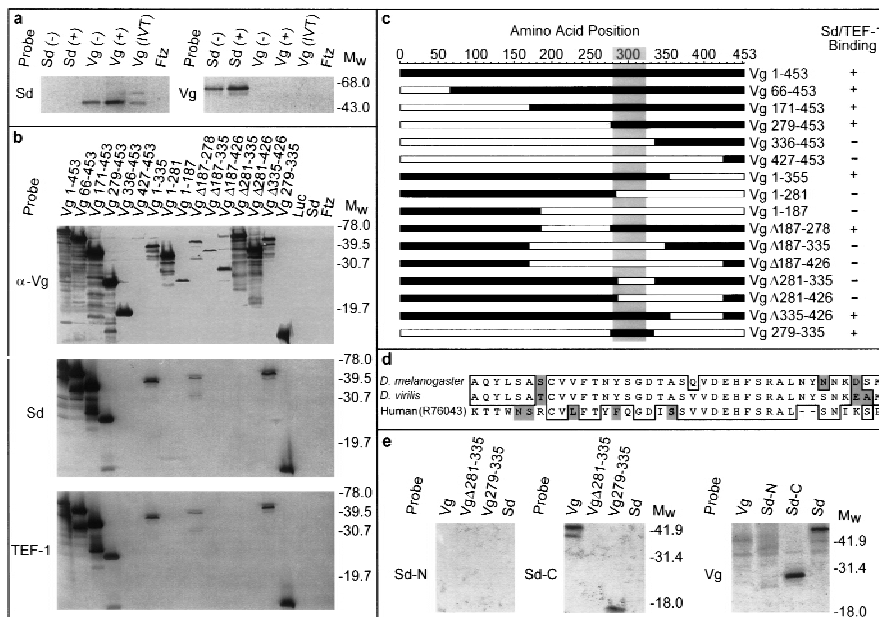 a
Probe
Sd (-)
Sd (+)
Vg (-)
Vg (+)
Vg (IVT)
Ftz
Sd
Probe
Sd (-)
Sd (+)
Vg (-)
Vg (+)
Vg (IVT)
Ftz
Mw
Vg
-68.0
-43.0
b
Probe
Vg 1-453
Vg 66-453
Vg 171-453
Vg 279-453
Vg 336-453
Vg 427-453
Vg 1-335
Vg 1-281
Vg 1-187
Vg Δ187-278
Vg Δ187-335
Vg Δ187-426
Vg Δ281-335
Vg Δ281-426
Vg Δ335-426
Vg 279-335
Luc
Sd
Ftz
Mw
α-Vg
-78.0
-39.5
-30.7
-19.7
Sd
-78.0
-39.5
-30.7
-19.7
TEF-1
-78.0
-39.5
-30.7
-19.7
c
Amino Acid Position
Sd/TEF-1
Binding
0 50 100 150 200 250 300 350 400 453
Vg 1-453 +
Vg 66-453 +
Vg 171-453 +
Vg 279-453 +
Vg 336-453 –
Vg 427-453 –
Vg 1-355 +
Vg 1-281 –
Vg 1-187 –
Vg Δ187-278 +
Vg Δ187-335 –
Vg Δ187-426 –
Vg Δ281-335 –
Vg Δ281-426 –
Vg Δ335-426 +
Vg 279-335 +
d
D. melanogaster A Q Y L S A S C V V F T N Y S G D T A S Q V D E H F S R A L N Y N N K D S K
D. virilis A Q Y L S A T C V V F T N Y S G D T A S Q V D E H F S R A L N Y S N K E A K
Human (R76043) K T T W N S R C V L F T Y F Q G D I S S V V D E H F S R A L - - S N I K S P
e
Probe
Vg
VgΔ281-335
Vg279-335
Sd
Sd-N
Probe
Vg
VgΔ281-335
Vg279-335
Sd
Mw
Sd-C
-41.9
-31.4
-18.0
Probe
Vg
Sd-N
Sd-C
Sd
Mw
Vg
-41.9
-31.4
-18.0